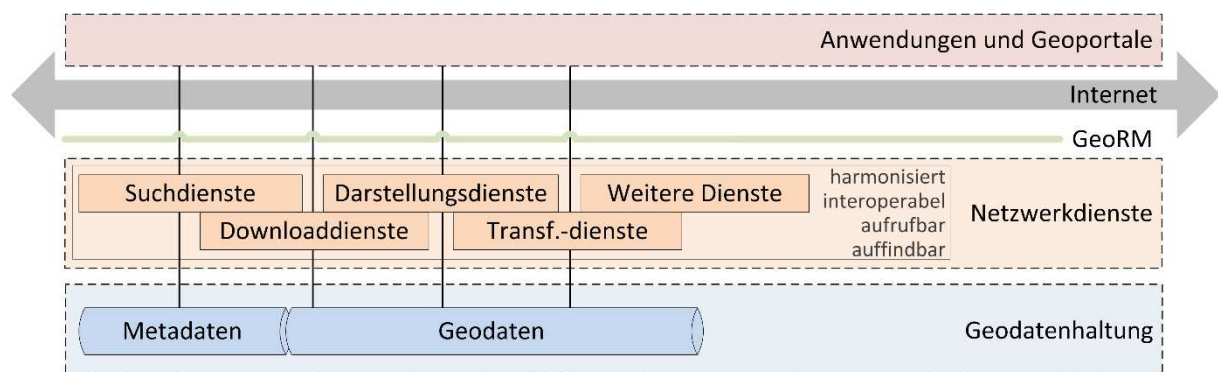 Anwendungen und Geoportale
Internet
GeoRM
Suchdienste
Darstellungsdienste
Weitere Dienste
Downloaddienste
Transf.-dienste
harmonisiert
interoperabel
aufrufbar
auffindbar
Netzwerkdienste
Metadaten
Geodaten
Geodatenhaltung